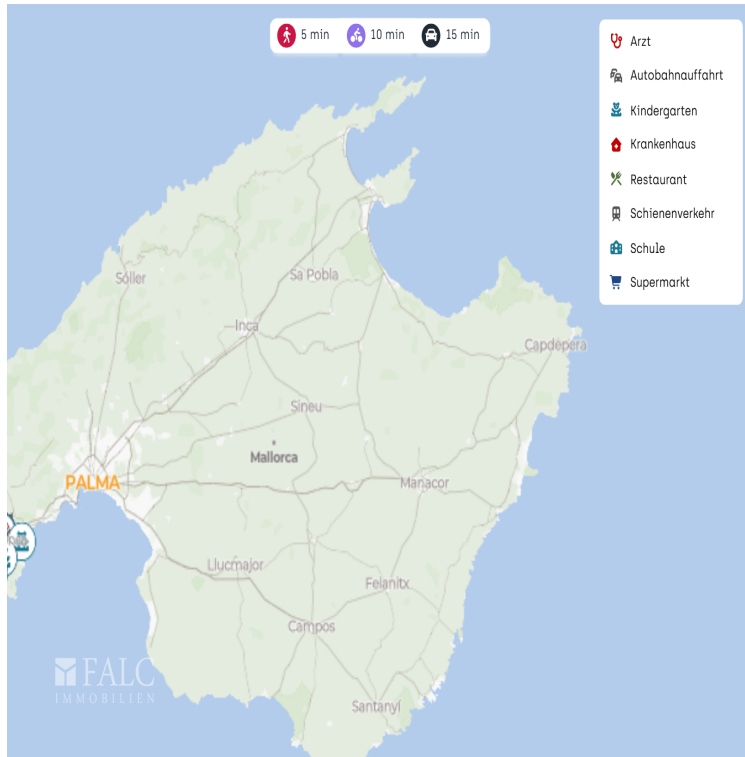 5 min
10 min
15 min
Arzt
Autobahnauffahrt
Kindergarten
Krankenhaus
Restaurant
Schienenverkehr
Schule
Supermarkt
Sóller
Sa Pobla
Inca
Capdepera
Sineu
Mallorca
PALMA
Manacor
Llucmajor
Felanitx
Campos
Santanyí
FALC
IMMOBILIEN